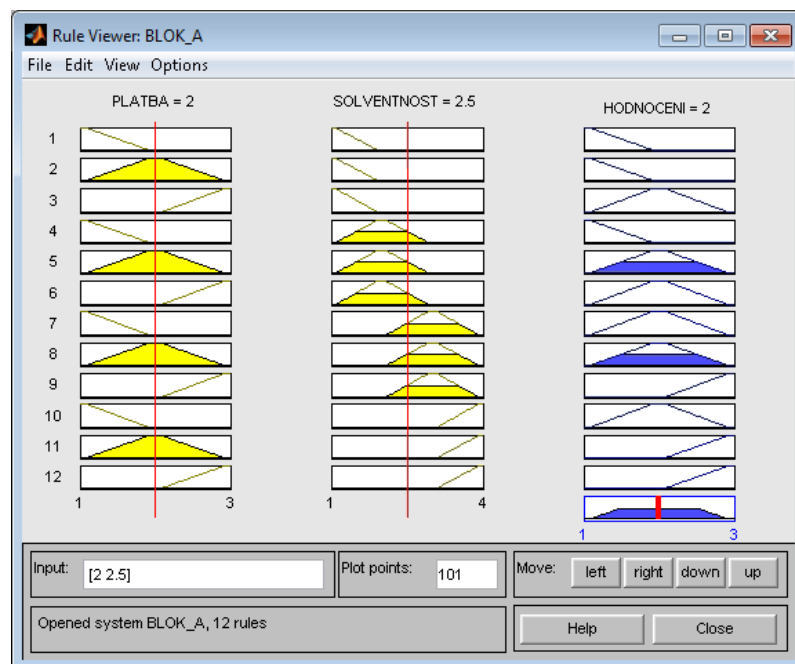 Rule Viewer: BLOK_A
File Edit View Options
PLATBA = 2 SOLVENTNOST = 2.5 HODNOCENI = 2
1
2
3
4
5
6
7
8
9
10
11
12
1 3 1 4
1 3
Input: [2 2.5] Plot points: 101 Move: left right down up
Opened system BLOK_A, 12 rules Help Close